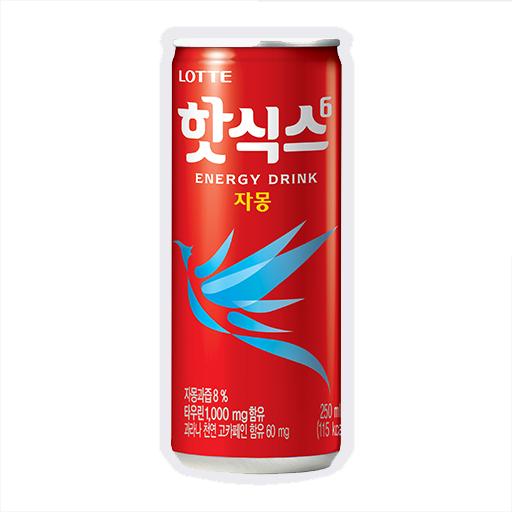 LOTTE
핫식스6
ENERGY DRINK
자몽
자몽과즙 8 %
타우린 1,000 mg 함유
과라나 천연 고카페인 함유 60 mg
250 ml
(115 kca